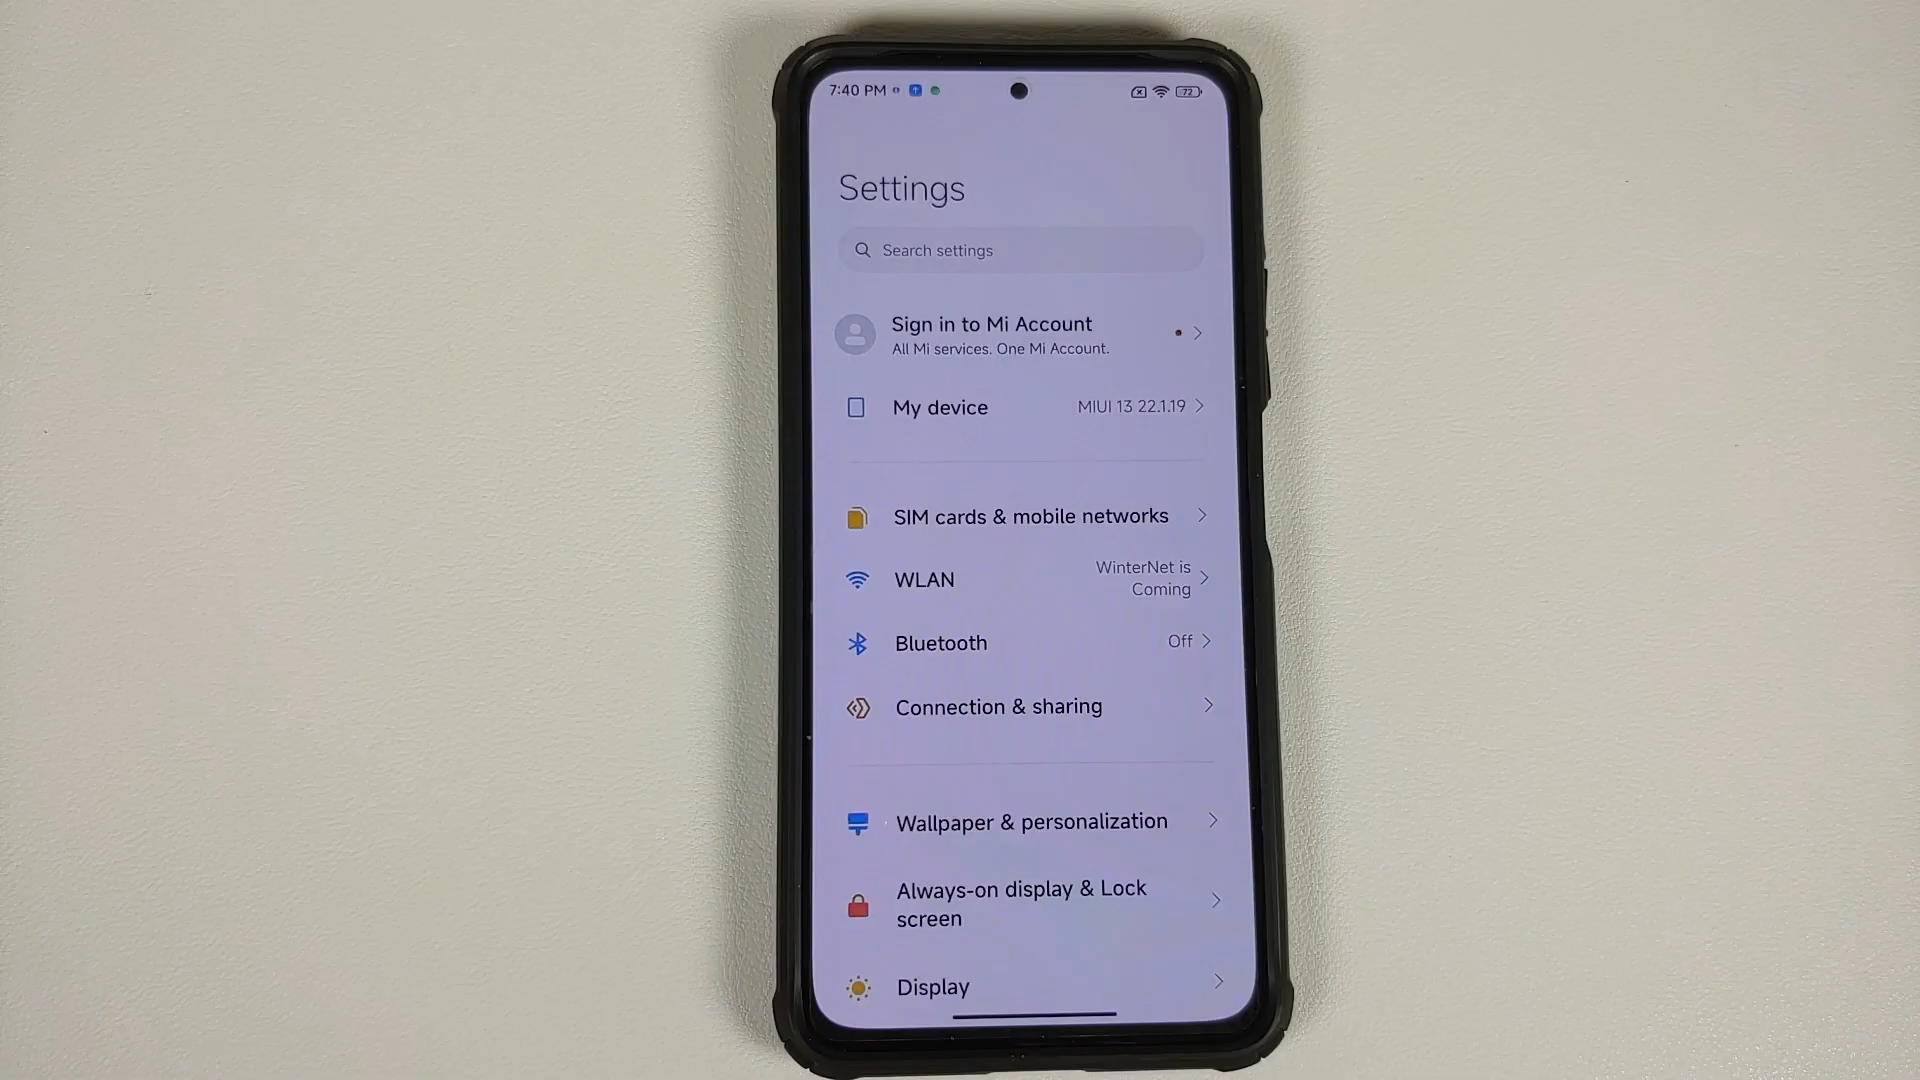 7:40 PM
72
Settings
Search settings
Sign in to Mi Account
All Mi services. One Mi Account.
My device
MIUI 13 22.1.19
SIM cards & mobile networks
WLAN
WinterNet is
Coming
Bluetooth
Off
Connection & sharing
Wallpaper & personalization
Always-on display & Lock
screen
Display